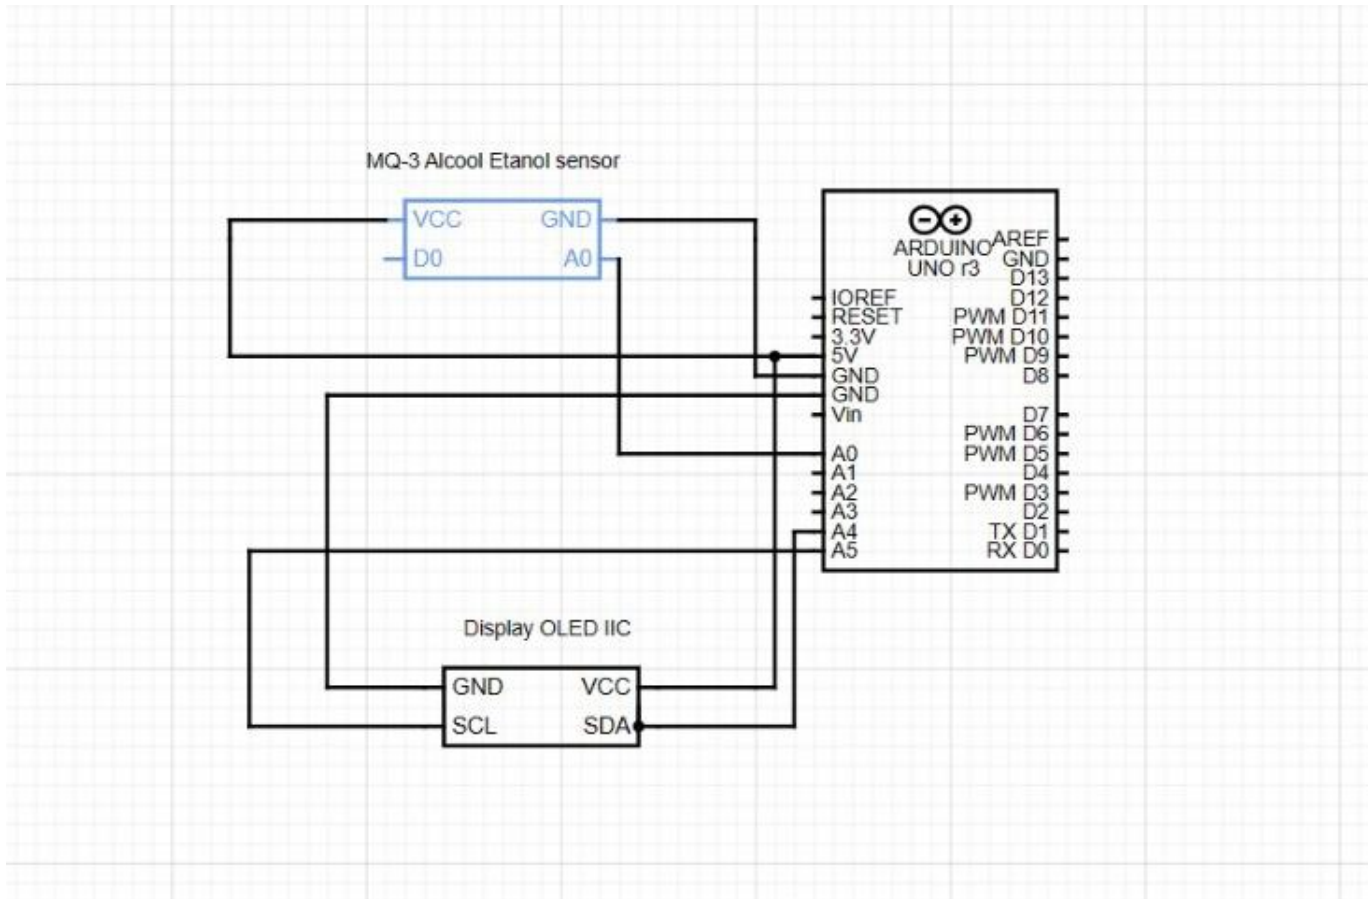 MQ-3 Alcool Etanol sensor
VCC GND
D0 A0
ARDUINO
UNO r3
IOREF
RESET
3.3V
5V
GND
GND
Vin
A0
A1
A2
A3
A4
A5
AREF
GND
D13
D12
PWM D11
PWM D10
PWM D9
D8
D7
PWM D6
PWM D5
D4
PWM D3
D2
TX D1
RX D0
Display OLED IIC
GND VCC
SCL SDA